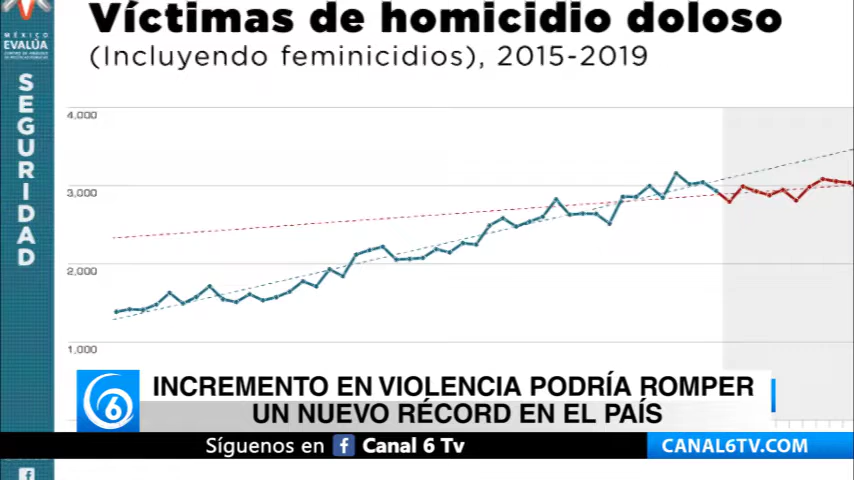 Víctimas de homicidio doloso
(Incluyendo feminicidios), 2015-2019
MÉXICO
EVALÚA
SEGURIDAD
4,000
3,000
2,000
1,000
6
INCREMENTO EN VIOLENCIA PODRÍA ROMPER
UN NUEVO RÉCORD EN EL PAÍS
Síguenos en f Canal 6 Tv
CANAL6TV.COM
f